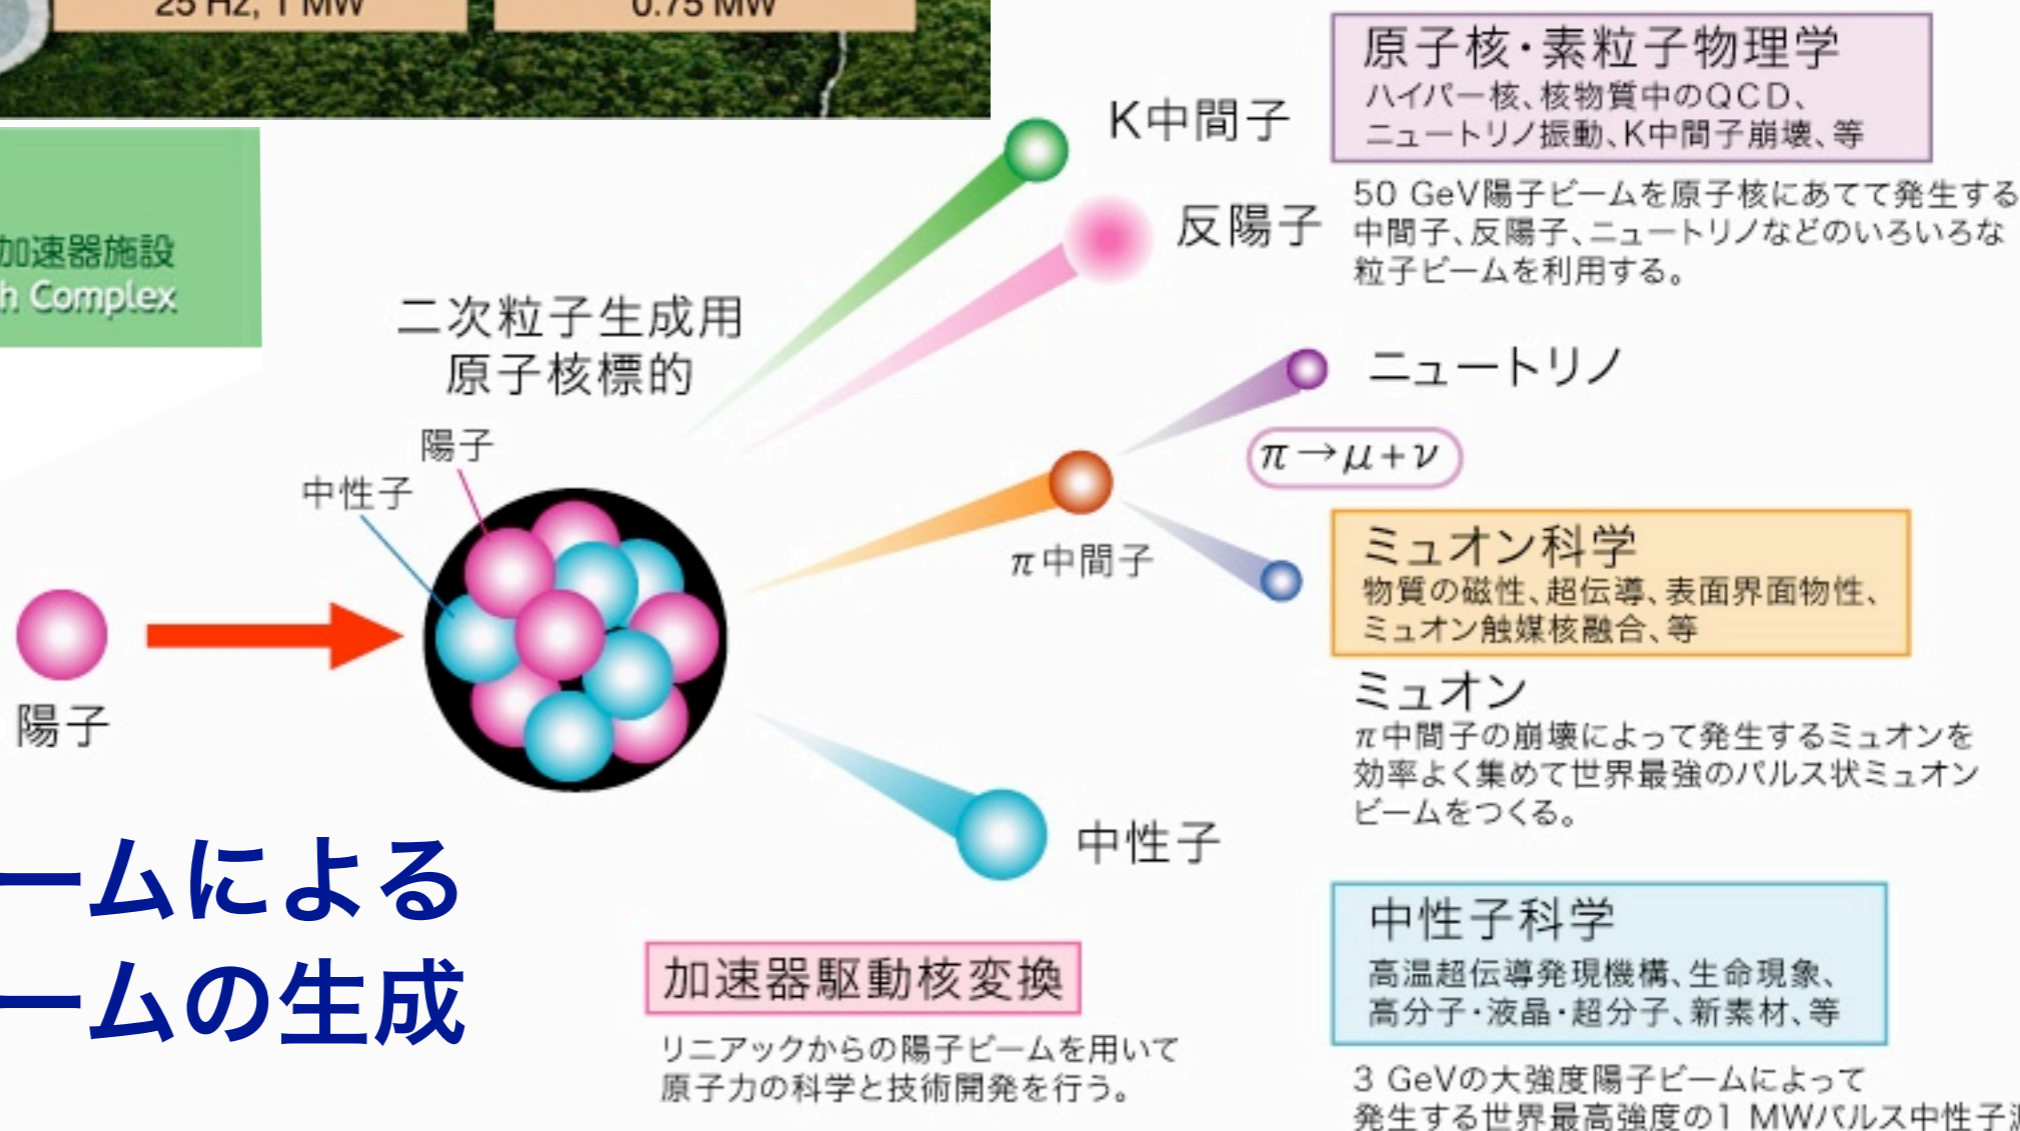 25 Hz, 1 MW
0.75 MW
加速器施設
h Complex
原子核・素粒子物理学
ハイパー核、核物質中のQCD、
ニュートリノ振動、K中間子崩壊、等
50 GeV陽子ビームを原子核にあてて発生する
中間子、反陽子、ニュートリノなどのいろいろな
粒子ビームを利用する。
K中間子
反陽子
二次粒子生成用
原子核標的
陽子
中性子
ニュートリノ
π→μ+ν
π中間子
陽子
ミュオン科学
物質の磁性、超伝導、表面界面物性、
ミュオン触媒核融合、等
ミュオン
π中間子の崩壊によって発生するミュオンを
効率よく集めて世界最強のパルス状ミュオン
ビームをつくる。
中性子
ームによる
ームの生成
加速器駆動核変換
リニアックからの陽子ビームを用いて
原子力の科学と技術開発を行う。
中性子科学
高温超伝導発現機構、生命現象、
高分子・液晶・超分子、新素材、等
3 GeVの大強度陽子ビームによって
発生する世界最高強度の1 MWパルス中性子